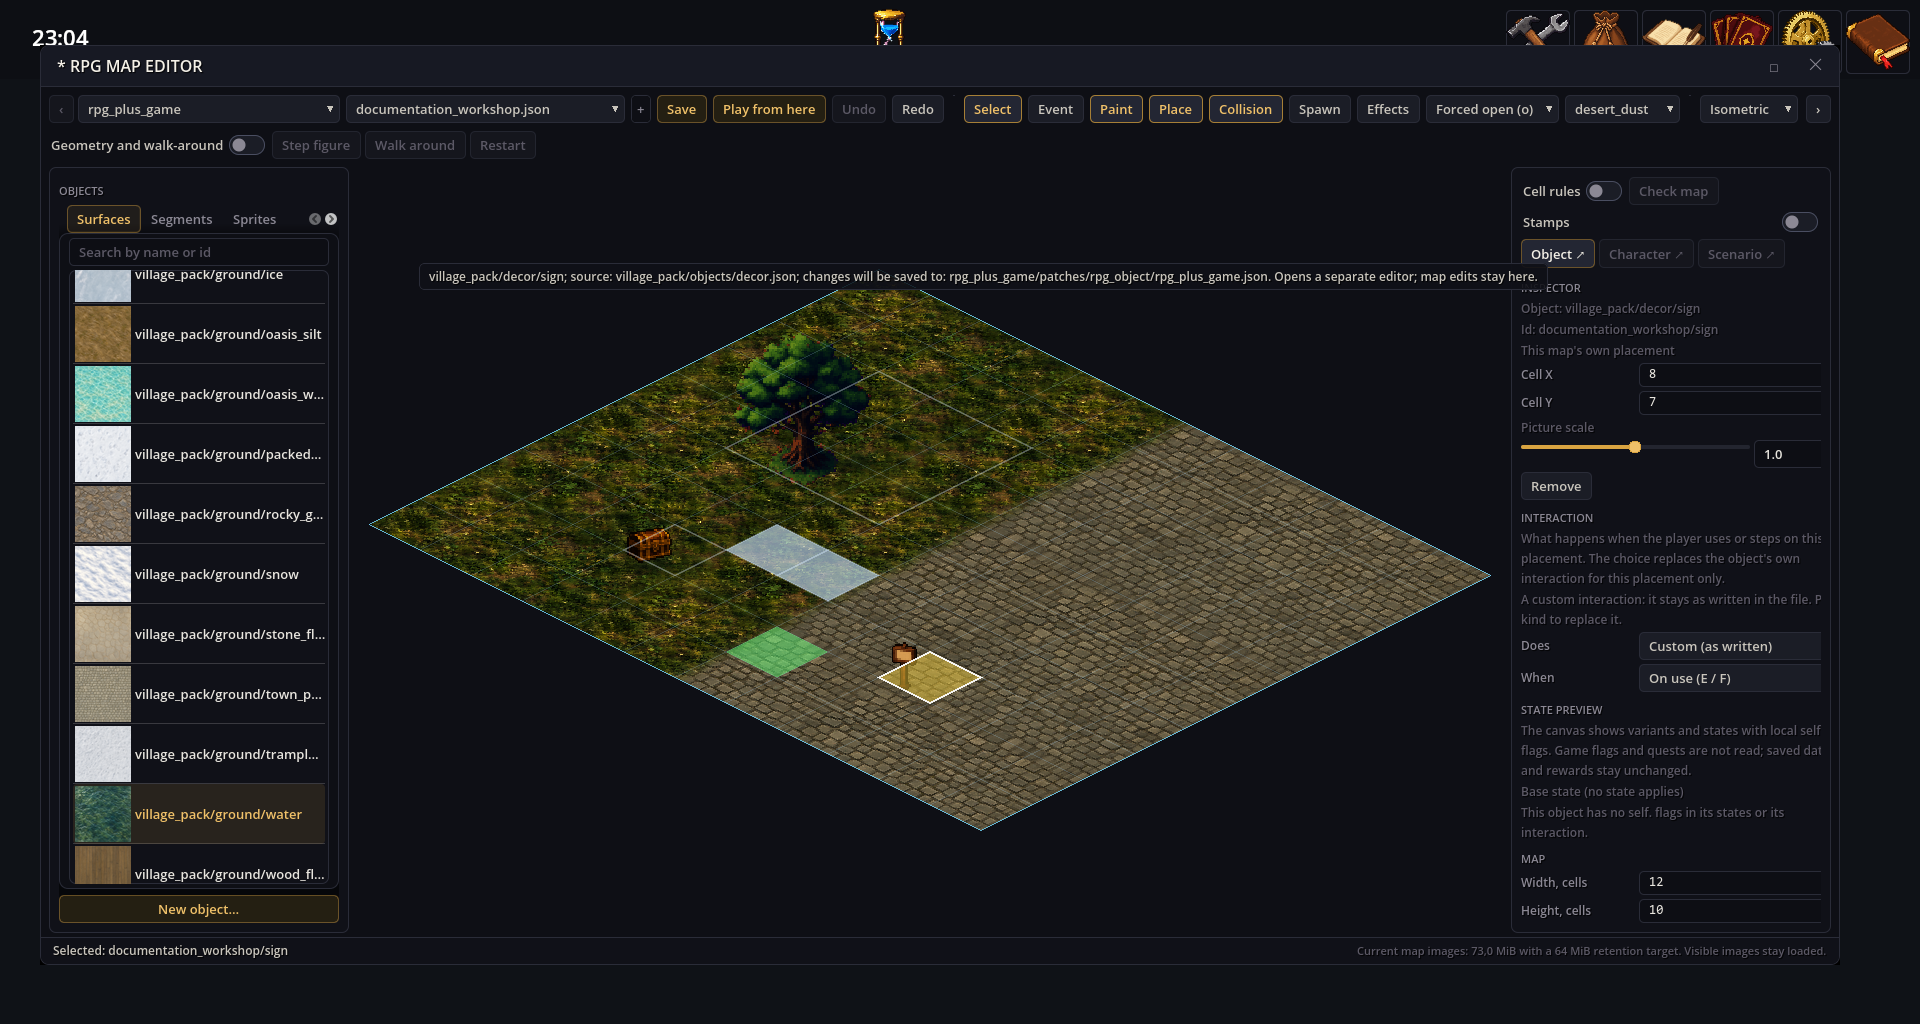 23:04
* RPG MAP EDITOR
rpg_plus_game
documentation_workshop.json
+
Save
Play from here
Undo
Redo
Select
Event
Paint
Place
Collision
Spawn
Effects
Forced open (o)
desert_dust
Isometric
Geometry and walk-around
Step figure
Walk around
Restart
OBJECTS
Surfaces
Segments
Sprites
Search by name or id
village_pack/ground/ice
village_pack/ground/oasis_silt
village_pack/ground/oasis_w...
village_pack/ground/packed...
village_pack/ground/rocky_g...
village_pack/ground/snow
village_pack/ground/stone_fl...
village_pack/ground/town_p...
village_pack/ground/trampl...
village_pack/ground/water
village_pack/ground/wood_fl...
New object...
village_pack/decor/sign; source: village_pack/objects/decor.json; changes will be saved to: rpg_plus_game/patches/rpg_object/rpg_plus_game.json. Opens a separate editor; map edits stay here.
Cell rules
Check map
Stamps
Object ↗
Character ↗
Scenario ↗
INSPECTOR
Object: village_pack/decor/sign
Id: documentation_workshop/sign
This map's own placement
Cell X
8
Cell Y
7
Picture scale
1.0
Remove
INTERACTION
What happens when the player uses or steps on this
placement. The choice replaces the object's own
interaction for this placement only.
A custom interaction: it stays as written in the file. P
kind to replace it.
Does
Custom (as written)
When
On use (E / F)
STATE PREVIEW
The canvas shows variants and states with local self
flags. Game flags and quests are not read; saved dat
and rewards stay unchanged.
Base state (no state applies)
This object has no self. flags in its states or its
interaction.
MAP
Width, cells
12
Height, cells
10
Selected: documentation_workshop/sign
Current map images: 73,0 MiB with a 64 MiB retention target. Visible images stay loaded.